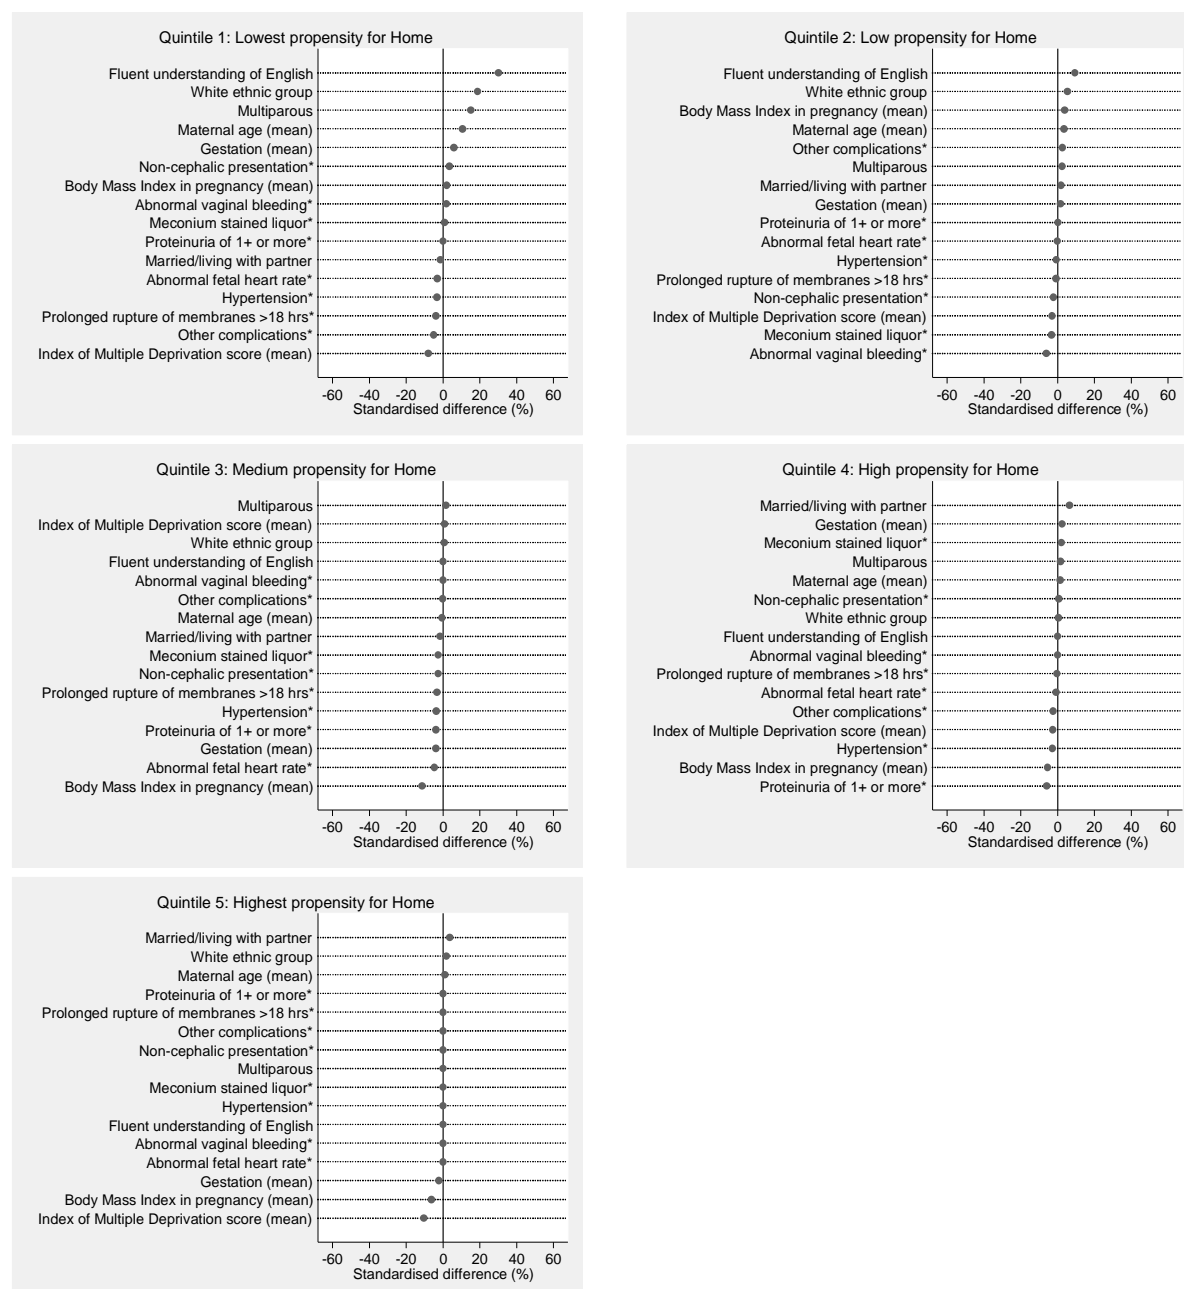 Quintile 1: Lowest propensity for Home
Fluent understanding of English
White ethnic group
Multiparous
Maternal age (mean)
Gestation (mean)
Non-cephalic presentation*
Body Mass Index in pregnancy (mean)
Abnormal vaginal bleeding*
Meconium stained liquor*
Proteinuria of 1+ or more*
Married/living with partner
Abnormal fetal heart rate*
Hypertension*
Prolonged rupture of membranes >18 hrs*
Other complications*
Index of Multiple Deprivation score (mean)
-60 -40 -20 0 20 40 60
Standardised difference (%)
Quintile 2: Low propensity for Home
Fluent understanding of English
White ethnic group
Body Mass Index in pregnancy (mean)
Maternal age (mean)
Other complications*
Multiparous
Married/living with partner
Gestation (mean)
Proteinuria of 1+ or more*
Abnormal fetal heart rate*
Hypertension*
Prolonged rupture of membranes >18 hrs*
Non-cephalic presentation*
Index of Multiple Deprivation score (mean)
Meconium stained liquor*
Abnormal vaginal bleeding*
-60 -40 -20 0 20 40 60
Standardised difference (%)
Quintile 3: Medium propensity for Home
Multiparous
Index of Multiple Deprivation score (mean)
White ethnic group
Fluent understanding of English
Abnormal vaginal bleeding*
Other complications*
Maternal age (mean)
Married/living with partner
Meconium stained liquor*
Non-cephalic presentation*
Prolonged rupture of membranes >18 hrs*
Hypertension*
Proteinuria of 1+ or more*
Gestation (mean)
Abnormal fetal heart rate*
Body Mass Index in pregnancy (mean)
-60 -40 -20 0 20 40 60
Standardised difference (%)
Quintile 4: High propensity for Home
Married/living with partner
Gestation (mean)
Meconium stained liquor*
Multiparous
Maternal age (mean)
Non-cephalic presentation*
White ethnic group
Fluent understanding of English
Abnormal vaginal bleeding*
Prolonged rupture of membranes >18 hrs*
Abnormal fetal heart rate*
Other complications*
Index of Multiple Deprivation score (mean)
Hypertension*
Body Mass Index in pregnancy (mean)
Proteinuria of 1+ or more*
-60 -40 -20 0 20 40 60
Standardised difference (%)
Quintile 5: Highest propensity for Home
Married/living with partner
White ethnic group
Maternal age (mean)
Proteinuria of 1+ or more*
Prolonged rupture of membranes >18 hrs*
Other complications*
Non-cephalic presentation*
Multiparous
Meconium stained liquor*
Hypertension*
Fluent understanding of English
Abnormal vaginal bleeding*
Abnormal fetal heart rate*
Gestation (mean)
Body Mass Index in pregnancy (mean)
Index of Multiple Deprivation score (mean)
-60 -40 -20 0 20 40 60
Standardised difference (%)